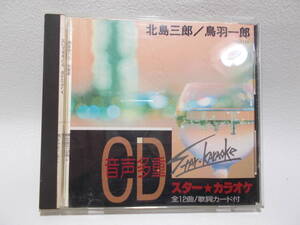 北島三郎/鳥羽一郎
CD
音声多重
Star・karaoke
スター★カラオケ
全12曲/歌詞カード付